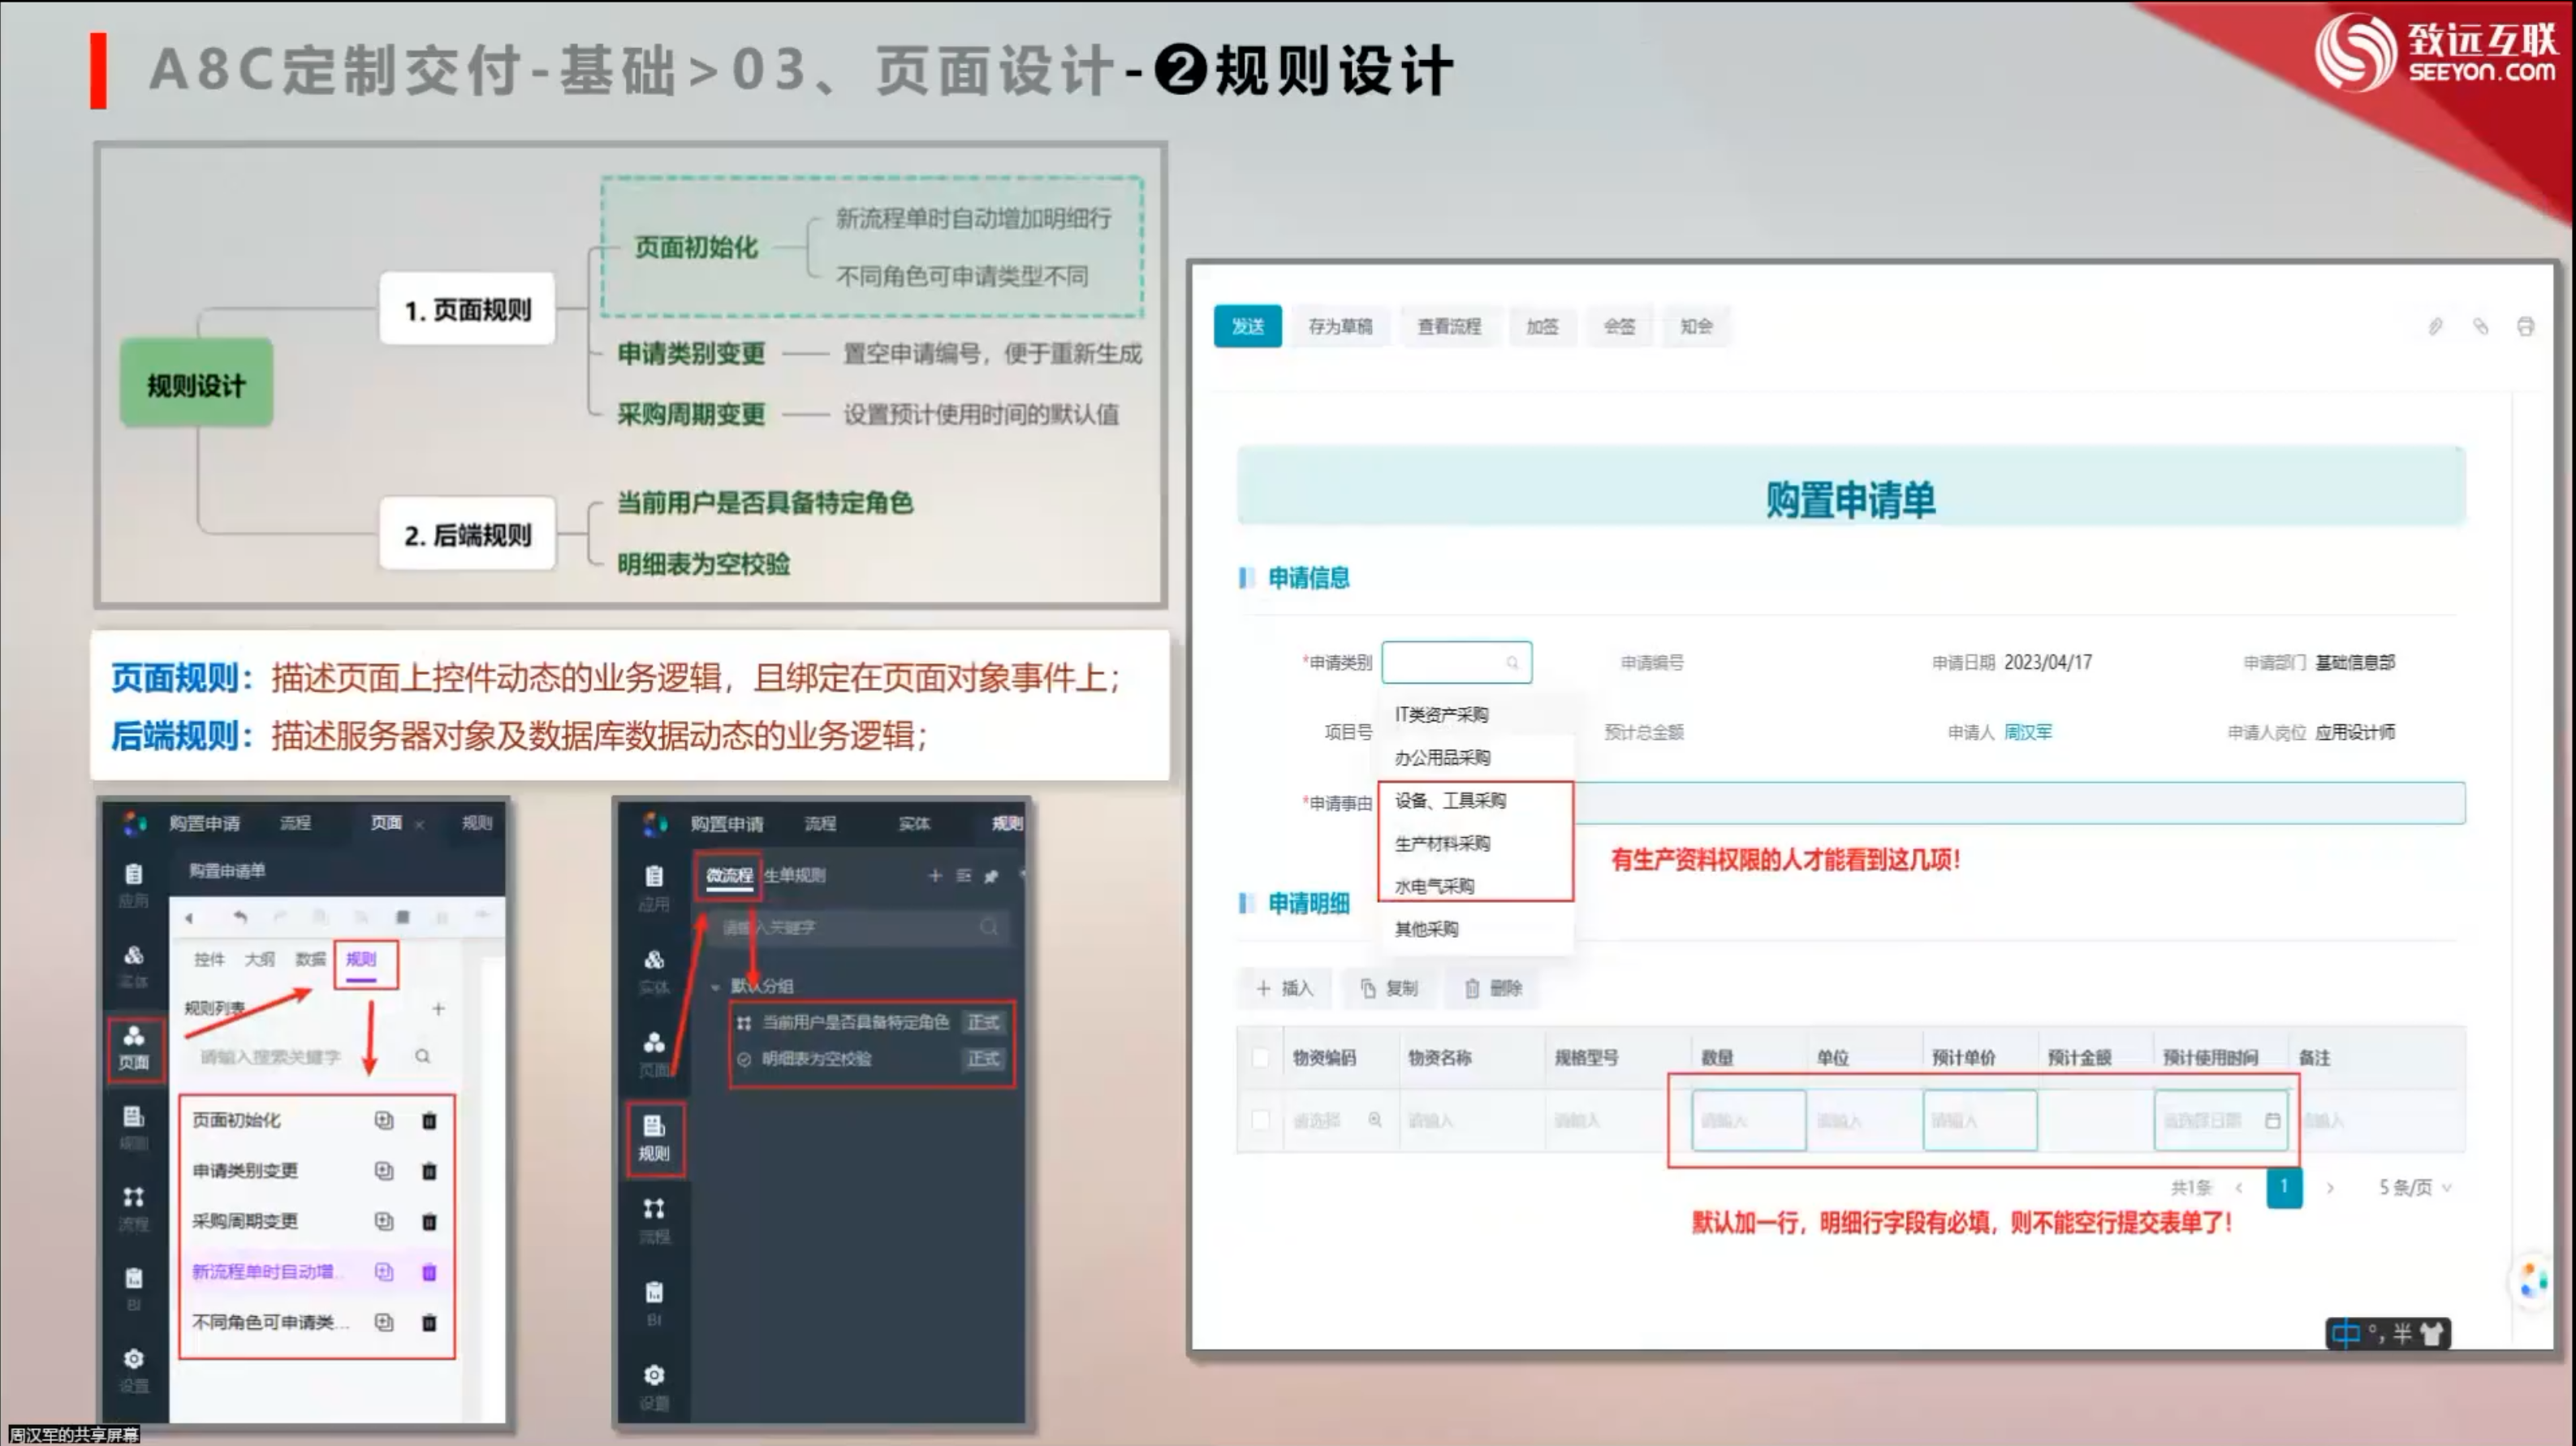 A8C定制交付-基础>03、页面设计-❷规则设计
致远互联
SEEYON.COM
规则设计
1. 页面规则
页面初始化
新流程单时自动增加明细行
不同角色可申请类型不同
申请类别变更
置空申请编号，便于重新生成
采购周期变更
设置预计使用时间的默认值
2. 后端规则
当前用户是否具备特定角色
明细表为空校验
页面规则：描述页面上控件动态的业务逻辑，且绑定在页面对象事件上；
后端规则：描述服务器对象及数据库数据动态的业务逻辑；
购置申请 流程 页面 × 规则
应用
实体
页面
规则
流程
BI
设置
购置申请单
控件 大纲 数据 规则
规则列表 +
请输入搜索关键字
页面初始化
申请类别变更
采购周期变更
新流程单时自动增...
不同角色可申请类...
购置申请 流程 实体 规则
应用
实体
页面
规则
流程
BI
设置
微流程 生单规则
请输入关键字
默认分组
当前用户是否具备特定角色 正式
明细表为空校验 正式
发送 存为草稿 查看流程 加签 会签 知会
购置申请单
申请信息
*申请类别 申请编号 申请日期 2023/04/17 申请部门 基础信息部
项目号 预计总金额 申请人 周汉军 申请人岗位 应用设计师
*申请事由
IT类资产采购
办公用品采购
设备、工具采购
生产材料采购
水电气采购
其他采购
有生产资料权限的人才能看到这几项！
申请明细
+ 插入 复制 删除
物资编码 物资名称 规格型号 数量 单位 预计单价 预计金额 预计使用时间 备注
请选择 请输入 请输入 请输入 请输入 请输入 请选择日期 输入
共1条 < 1 > 5 条/页
默认加一行，明细行字段有必填，则不能空行提交表单了！
中 °, 半
周汉军的共享屏幕